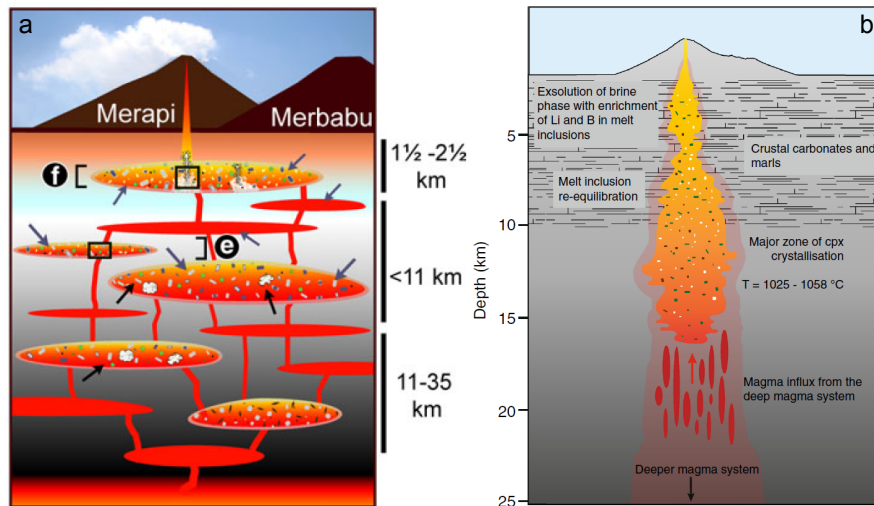 a
Merapi
Merbabu
f
1½ -2½
km
e
<11 km
11-35
km
b
Exsolution of brine
phase with enrichment
of Li and B in melt
inclusions
Crustal carbonates and
marls
Melt inclusion
re-equilibration
Major zone of cpx
crystallisation
T = 1025 - 1058 °C
Magma influx from the
deep magma system
Deeper magma system
Depth (km)
5
10
15
20
25